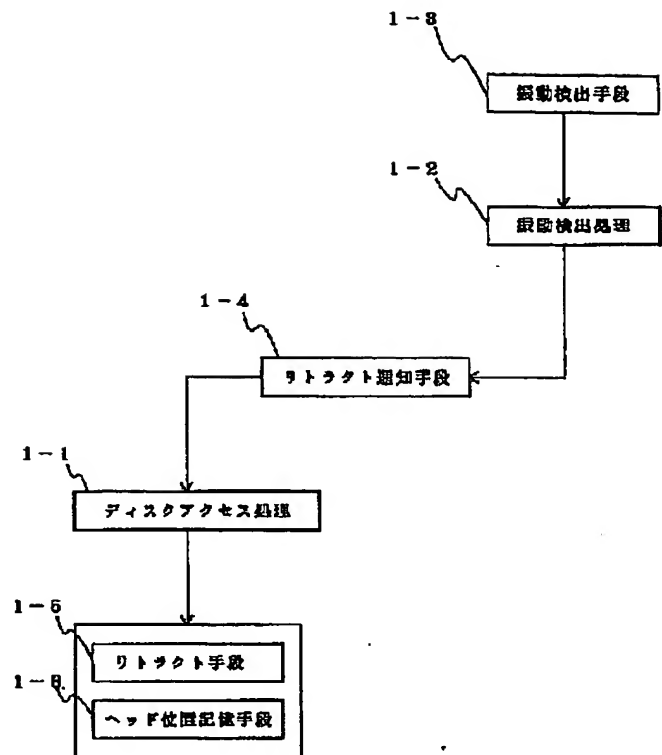 1-3
振動検出手段
1-2
振動検出処理
1-4
リトラクト通知手段
1-1
ディスクアクセス処理
1-5
リトラクト手段
1-6
ヘッド位置記憶手段